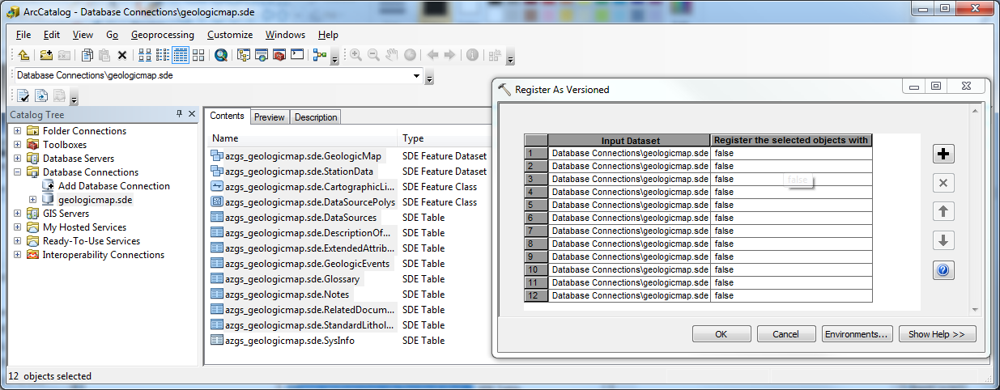 ArcCatalog - Database Connections\geologicmap.sde
File Edit View Go Geoprocessing Customize Windows Help
Database Connections\geologicmap.sde
Catalog Tree
Folder Connections
Toolboxes
Database Servers
Database Connections
Add Database Connection
geologicmap.sde
GIS Servers
My Hosted Services
Ready-To-Use Services
Interoperability Connections
Contents Preview Description
Name Type
azgs_geologicmap.sde.GeologicMap SDE Feature Dataset
azgs_geologicmap.sde.StationData SDE Feature Dataset
azgs_geologicmap.sde.CartographicLi... SDE Feature Class
azgs_geologicmap.sde.DataSourcePolys SDE Feature Class
azgs_geologicmap.sde.DataSources SDE Table
azgs_geologicmap.sde.DescriptionOf... SDE Table
azgs_geologicmap.sde.ExtendedAttrib... SDE Table
azgs_geologicmap.sde.GeologicEvents SDE Table
azgs_geologicmap.sde.Glossary SDE Table
azgs_geologicmap.sde.Notes SDE Table
azgs_geologicmap.sde.RelatedDocum... SDE Table
azgs_geologicmap.sde.StandardLithol... SDE Table
azgs_geologicmap.sde.SysInfo SDE Table
Register As Versioned
Input Dataset Register the selected objects with
1 Database Connections\geologicmap.sde false
2 Database Connections\geologicmap.sde false
3 Database Connections\geologicmap.sde false
false
4 Database Connections\geologicmap.sde false
5 Database Connections\geologicmap.sde false
6 Database Connections\geologicmap.sde false
7 Database Connections\geologicmap.sde false
8 Database Connections\geologicmap.sde false
9 Database Connections\geologicmap.sde false
10 Database Connections\geologicmap.sde false
11 Database Connections\geologicmap.sde false
12 Database Connections\geologicmap.sde false
OK Cancel Environments... Show Help >>
12 objects selected